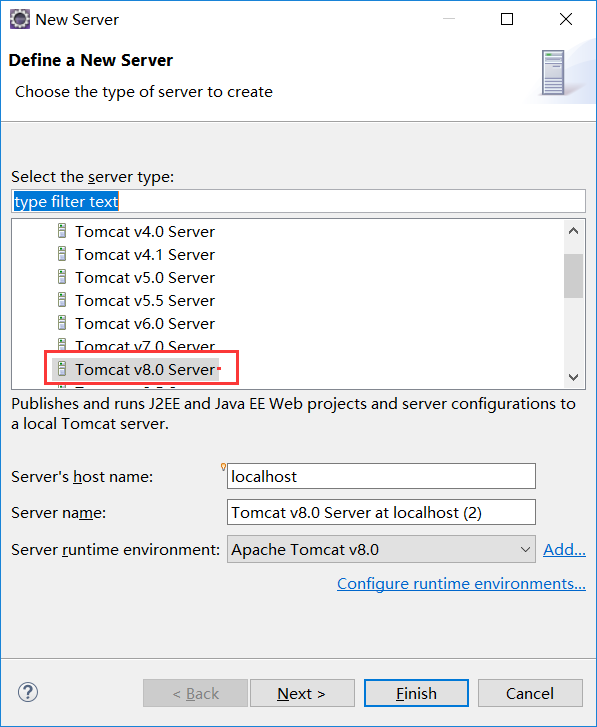 New Server
Define a New Server
Choose the type of server to create
Select the server type:
type filter text
Tomcat v4.0 Server
Tomcat v4.1 Server
Tomcat v5.0 Server
Tomcat v5.5 Server
Tomcat v6.0 Server
Tomcat v7.0 Server
Tomcat v8.0 Server
Publishes and runs J2EE and Java EE Web projects and server configurations to
a local Tomcat server.
Server's host name: localhost
Server name: Tomcat v8.0 Server at localhost (2)
Server runtime environment: Apache Tomcat v8.0 Add...
Configure runtime environments...
? < Back Next > Finish Cancel